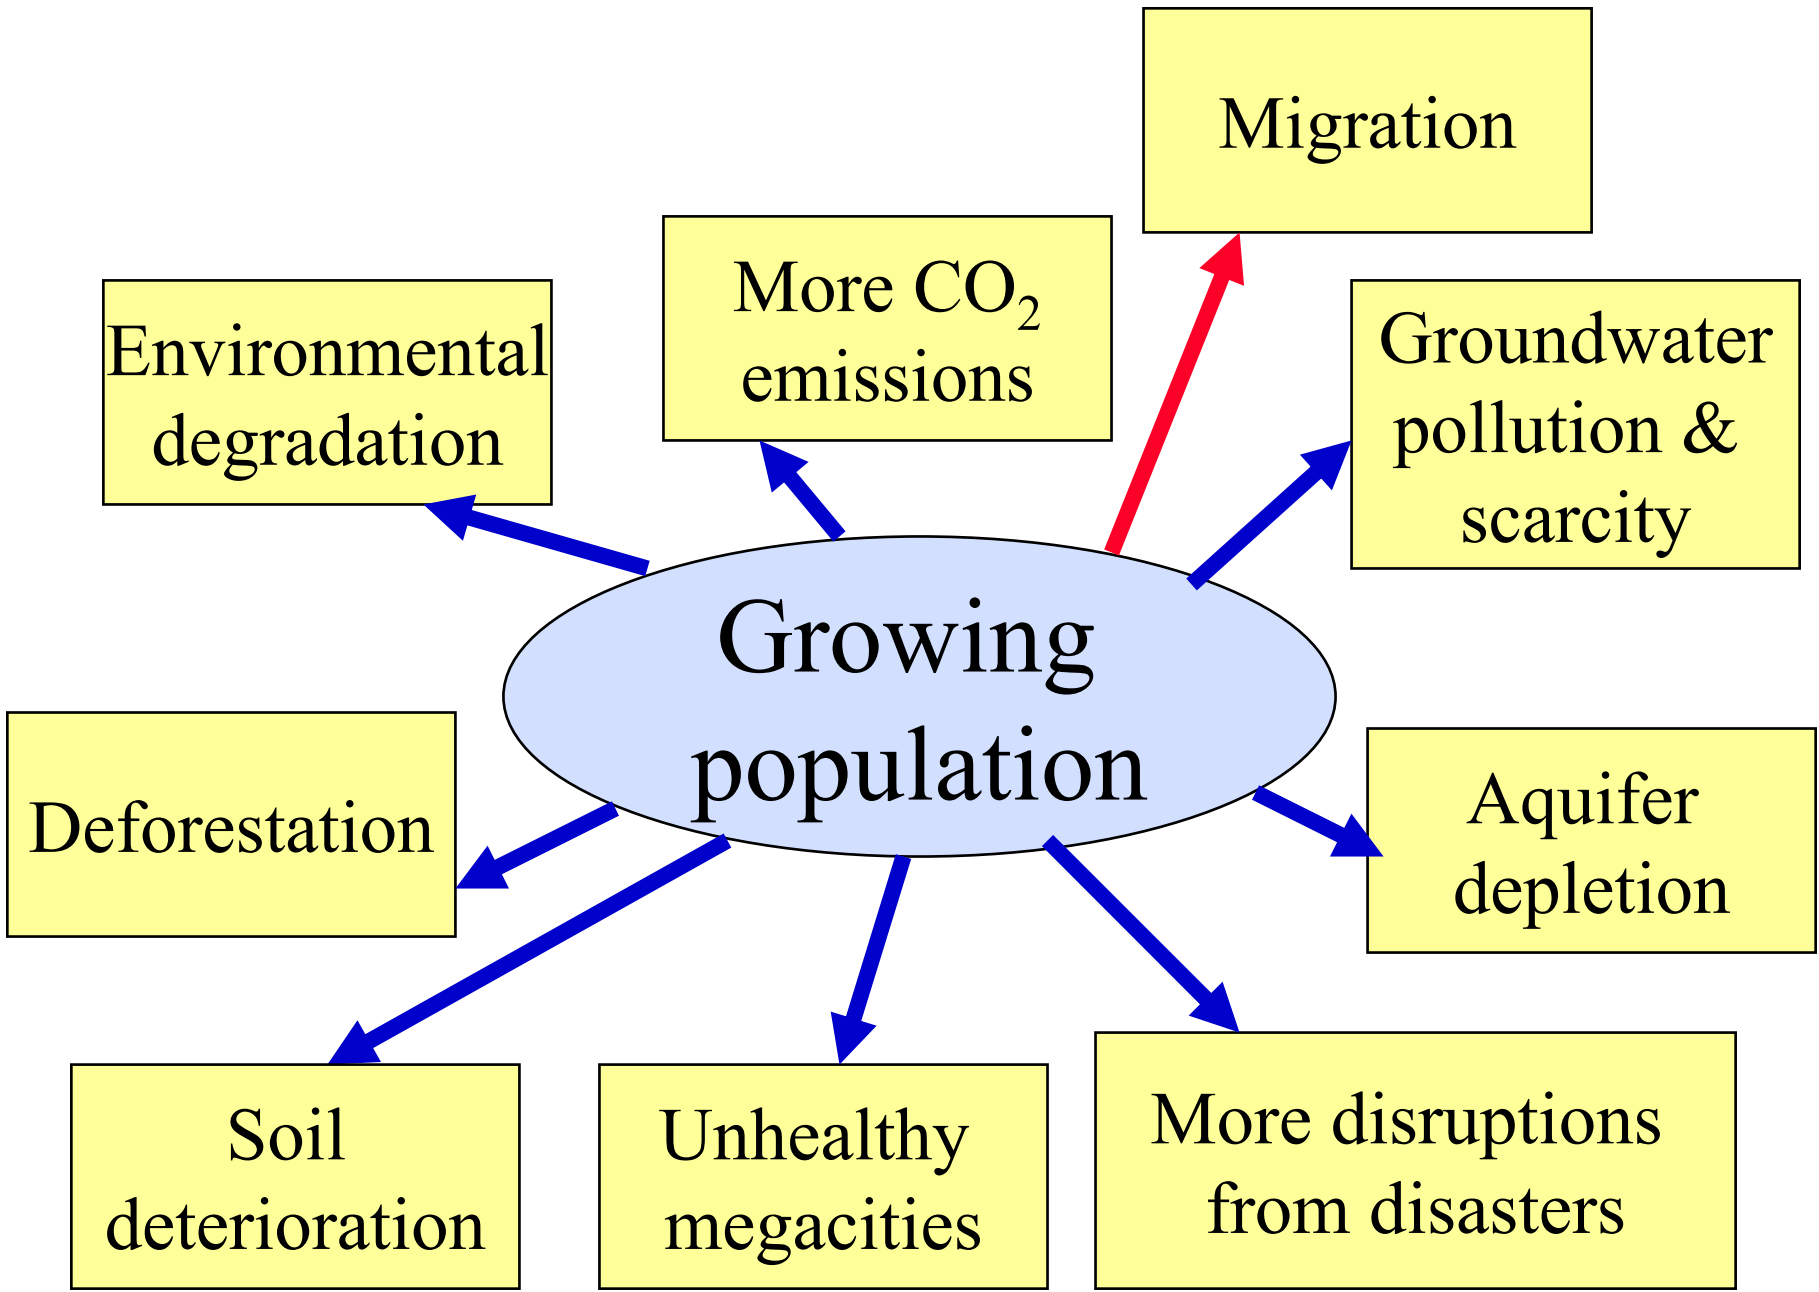 Migration
More CO₂
emissions
Environmental
degradation
Groundwater
pollution &
scarcity
Growing
population
Deforestation
Aquifer
depletion
Soil
deterioration
Unhealthy
megacities
More disruptions
from disasters